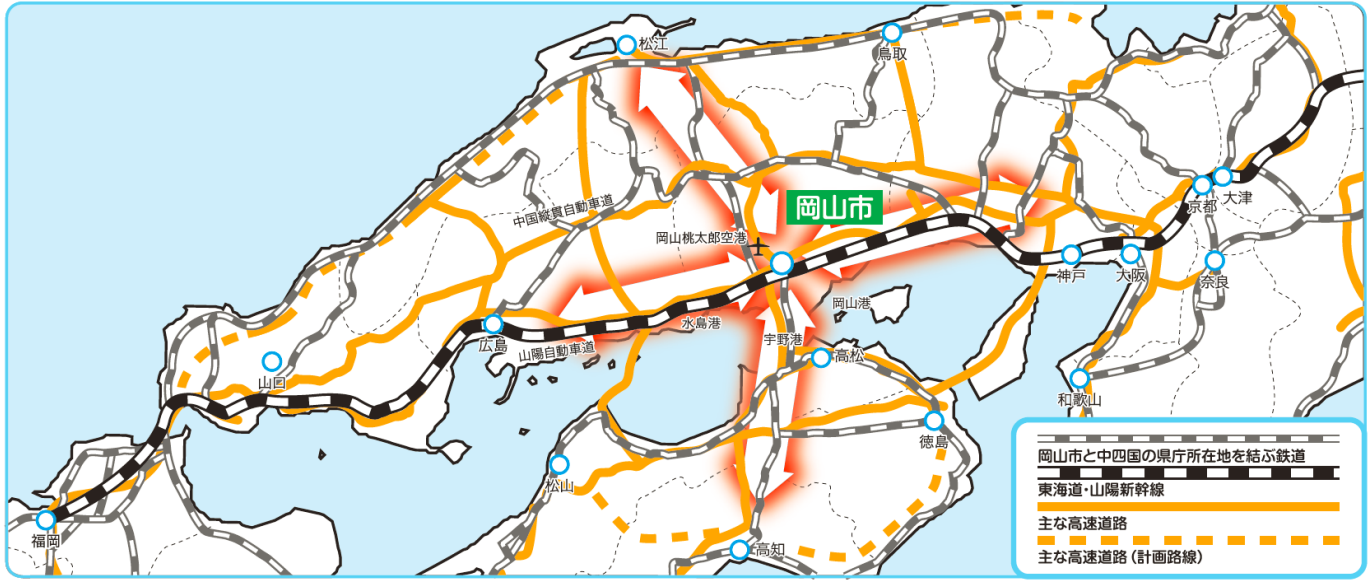 松江
鳥取
中国縦貫自動車道
岡山市
岡山桃太郎空港
京都
大津
神戸
大阪
奈良
岡山港
水島港
宇野港
広島
山陽自動車道
高松
山口
和歌山
徳島
松山
福岡
高知
岡山市と中四国の県庁所在地を結ぶ鉄道
東海道・山陽新幹線
主な高速道路
主な高速道路(計画路線)